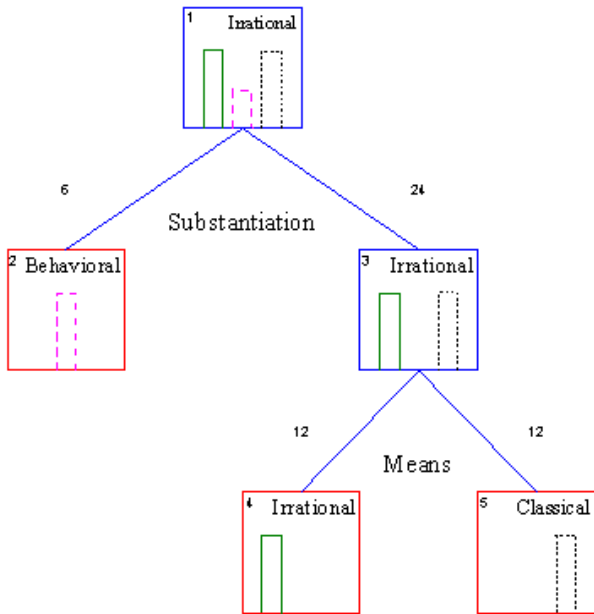 1 Irrational
6 24
Substantiation
2 Behavioral
3 Irrational
12 12
Means
4 Irrational
5 Classical